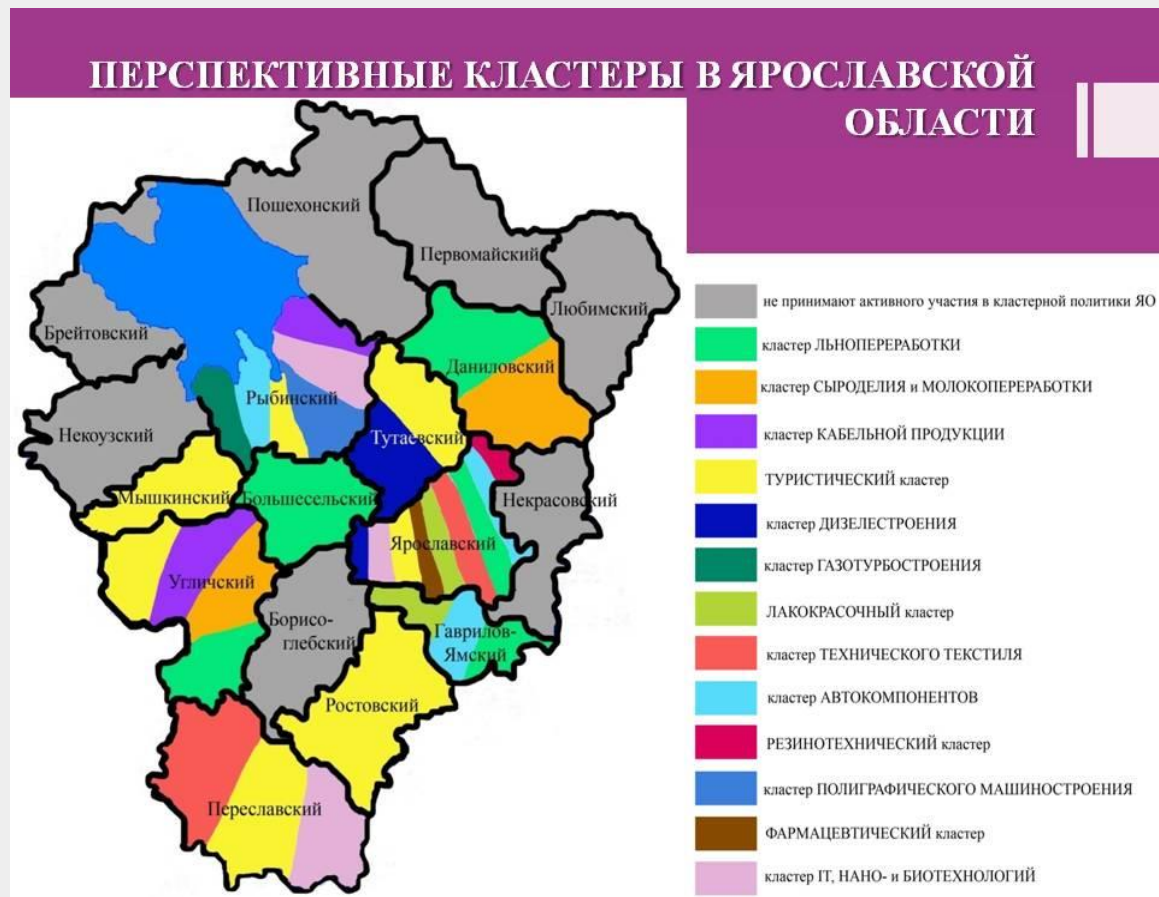 ПЕРСПЕКТИВНЫЕ КЛАСТЕРЫ В ЯРОСЛАВСКОЙ
ОБЛАСТИ
Пошехонский
Первомайский
Любимский
Брейтовский
Даниловский
Рыбинский
Некоузский
Тутаевский
Мышкинский
Большесельский
Некрасовский
Ярославский
Угличский
Борисо-
глебский
Гаврилов-
Ямский
Ростовский
Переславский
не принимают активного участия в кластерной политики ЯО
кластер ЛЬНОПЕРЕРАБОТКИ
кластер СЫРОДЕЛИЯ и МОЛОКОПЕРЕРАБОТКИ
кластер КАБЕЛЬНОЙ ПРОДУКЦИИ
ТУРИСТИЧЕСКИЙ кластер
кластер ДИЗЕЛЕСТРОЕНИЯ
кластер ГАЗОТУРБОСТРОЕНИЯ
ЛАКОКРАСОЧНЫЙ кластер
кластер ТЕХНИЧЕСКОГО ТЕКСТИЛЯ
кластер АВТОКОМПОНЕНТОВ
РЕЗИНОТЕХНИЧЕСКИЙ кластер
кластер ПОЛИГРАФИЧЕСКОГО МАШИНОСТРОЕНИЯ
ФАРМАЦЕВТИЧЕСКИЙ кластер
кластер IT, НАНО- и БИОТЕХНОЛОГИЙ